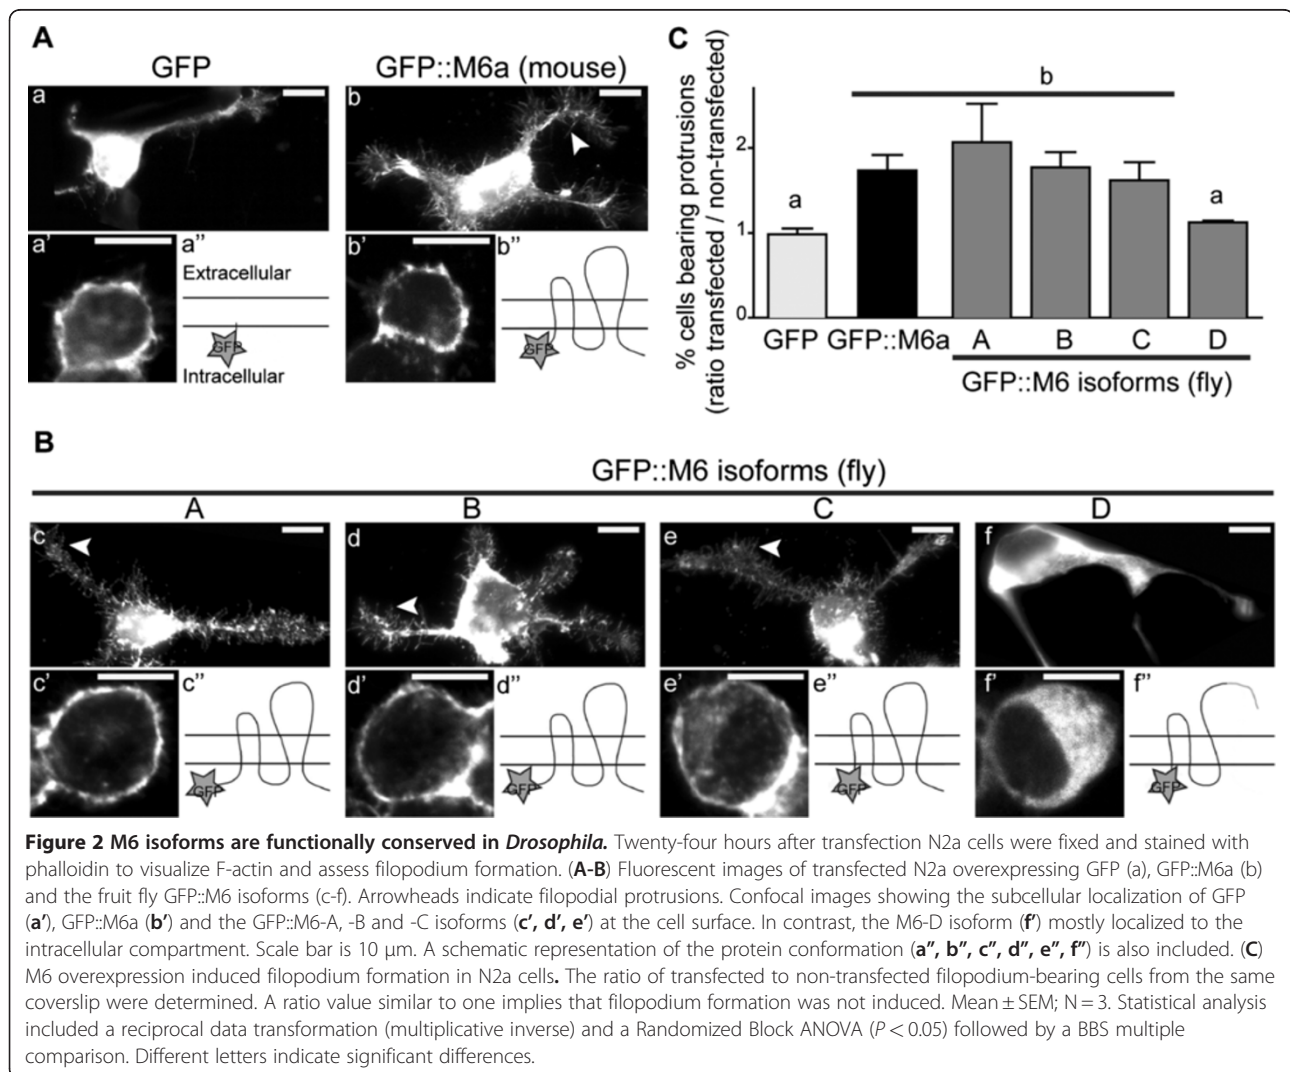 A
GFP
GFP::M6a (mouse)
a
b
a’
a’’
Extracellular
GFP
Intracellular
b’
b’’
GFP
C
% cells bearing protrusions
(ratio transfected / non-transfected)
2
1
0
a
b
a
GFP GFP::M6a A B C D
GFP::M6 isoforms (fly)
B
GFP::M6 isoforms (fly)
A B C D
c
d
e
f
c’
c’’
GFP
d’
d’’
GFP
e’
e’’
GFP
f’
f’’
GFP
Figure 2 M6 isoforms are functionally conserved in Drosophila. Twenty-four hours after transfection N2a cells were fixed and stained with
phalloidin to visualize F-actin and assess filopodium formation. (A-B) Fluorescent images of transfected N2a overexpressing GFP (a), GFP::M6a (b)
and the fruit fly GFP::M6 isoforms (c-f). Arrowheads indicate filopodial protrusions. Confocal images showing the subcellular localization of GFP
(a’), GFP::M6a (b’) and the GFP::M6-A, -B and -C isoforms (c’, d’, e’) at the cell surface. In contrast, the M6-D isoform (f’) mostly localized to the
intracellular compartment. Scale bar is 10 μm. A schematic representation of the protein conformation (a’’, b’’, c’’, d’’, e’’, f’’) is also included. (C)
M6 overexpression induced filopodium formation in N2a cells. The ratio of transfected to non-transfected filopodium-bearing cells from the same
coverslip were determined. A ratio value similar to one implies that filopodium formation was not induced. Mean ± SEM; N = 3. Statistical analysis
included a reciprocal data transformation (multiplicative inverse) and a Randomized Block ANOVA (P < 0.05) followed by a BBS multiple
comparison. Different letters indicate significant differences.